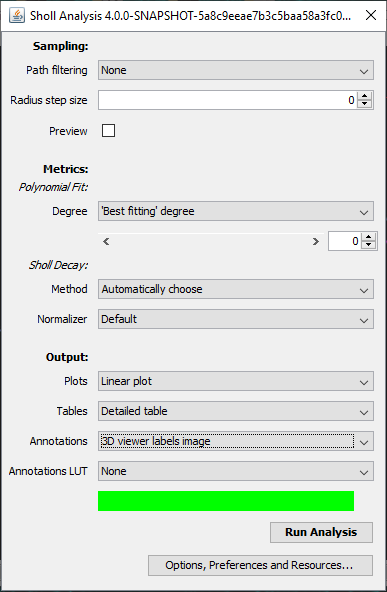 Sholl Analysis 4.0.0-SNAPSHOT-5a8c9eeae7b3c5baa58a3fc0...
Sampling:
Path filtering None
Radius step size 0
Preview
Metrics:
Polynomial Fit:
Degree 'Best fitting' degree
0
Sholl Decay:
Method Automatically choose
Normalizer Default
Output:
Plots Linear plot
Tables Detailed table
Annotations 3D viewer labels image
Annotations LUT None
Run Analysis
Options, Preferences and Resources...